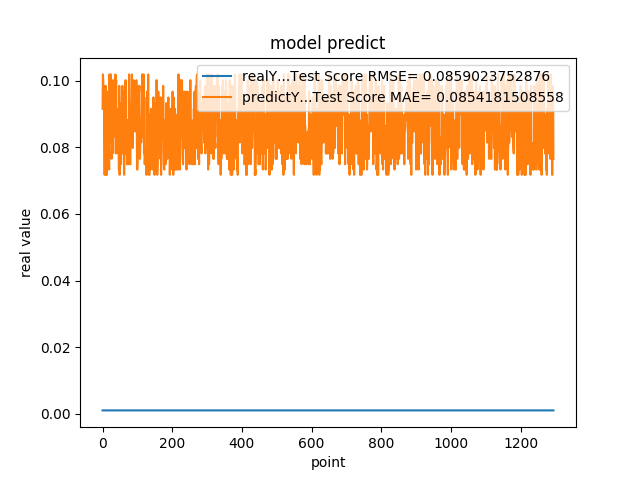 model predict
realY...Test Score RMSE= 0.0859023752876
predictY...Test Score MAE= 0.0854181508558
0.10
0.08
0.06
0.04
0.02
0.00
real value
0 200 400 600 800 1000 1200
point